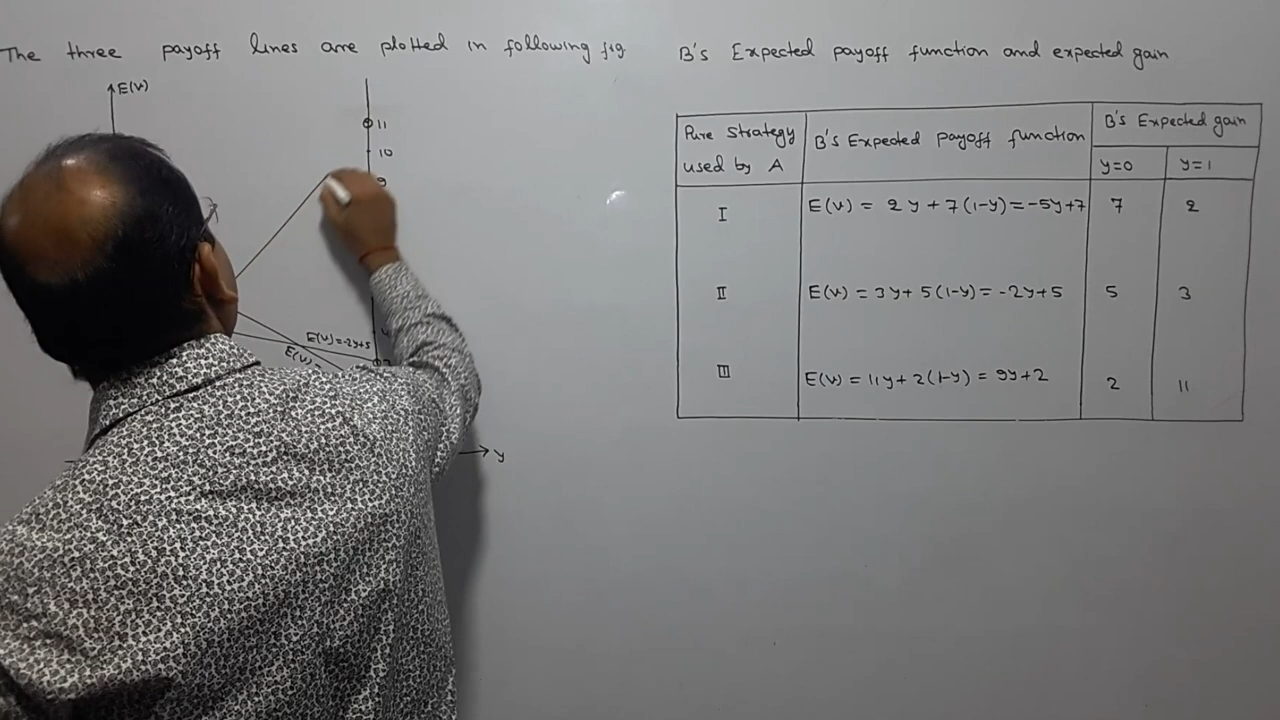 The three payoff lines are plotted in following fig
E(v)
11
10
9
4
E(v)=-2y+5
E(v)=
y
B's Expected payoff function and expected gain
Pure strategy used by A
B's Expected payoff function
B's Expected gain
y=0 y=1
I E(v) = 2y+7(1-y)=-5y+7 7 2
II E(v) = 3y+5(1-y)=-2y+5 5 3
III E(v) = 11y+2(1-y) = 9y+2 2 11